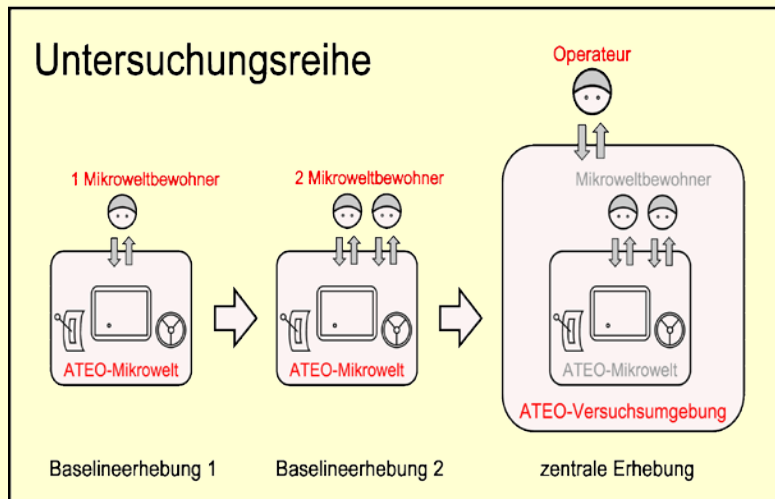 Untersuchungsreihe
Operateur
1 Mikroweltbewohner
2 Mikroweltbewohner
Mikroweltbewohner
ATEO-Mikrowelt
ATEO-Mikrowelt
ATEO-Mikrowelt
ATEO-Versuchsumgebung
Baselineerhebung 1
Baselineerhebung 2
zentrale Erhebung